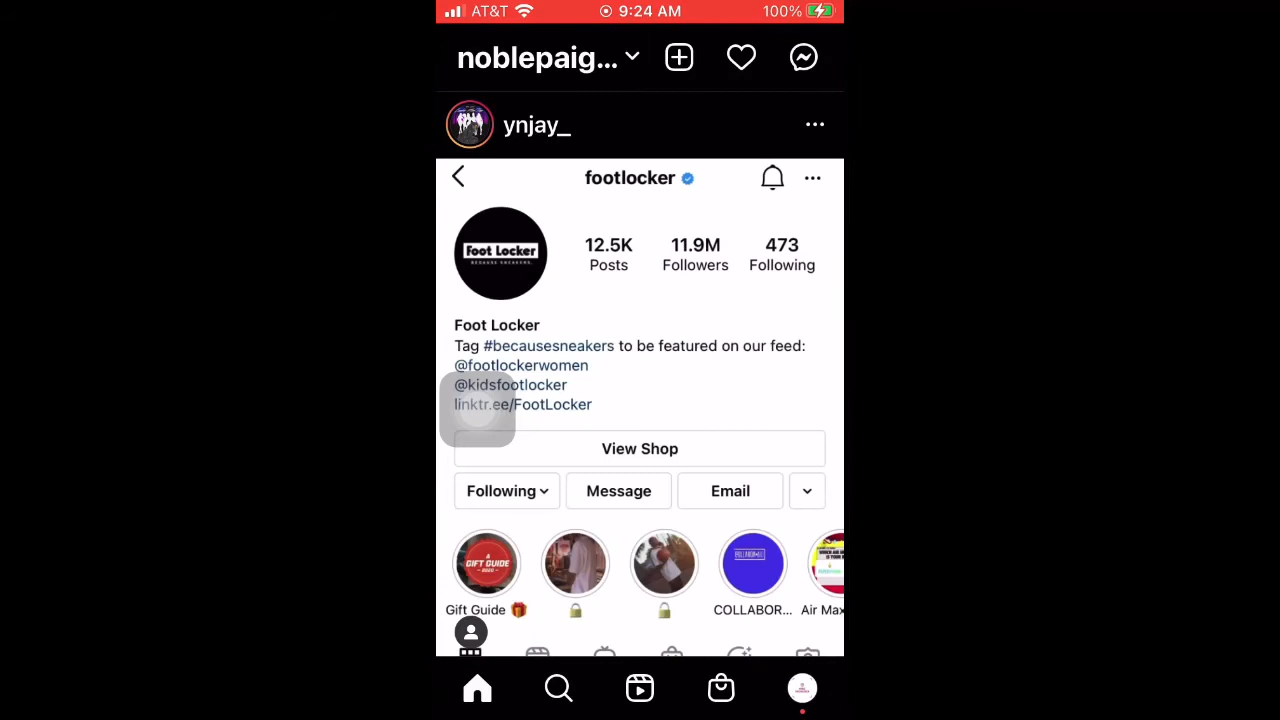 AT&T 9:24 AM 100%
noblepaig...
ynjay_
footlocker
Foot Locker
BECAUSE SNEAKERS.
12.5K 11.9M 473
Posts Followers Following
Foot Locker
Tag #becausesneakers to be featured on our feed:
@footlockerwomen
@kidsfootlocker
linktr.ee/FootLocker
View Shop
Following Message Email
GIFT GUIDE
Gift Guide 🎁 🔒 🔒 COLLABOR... Air Max